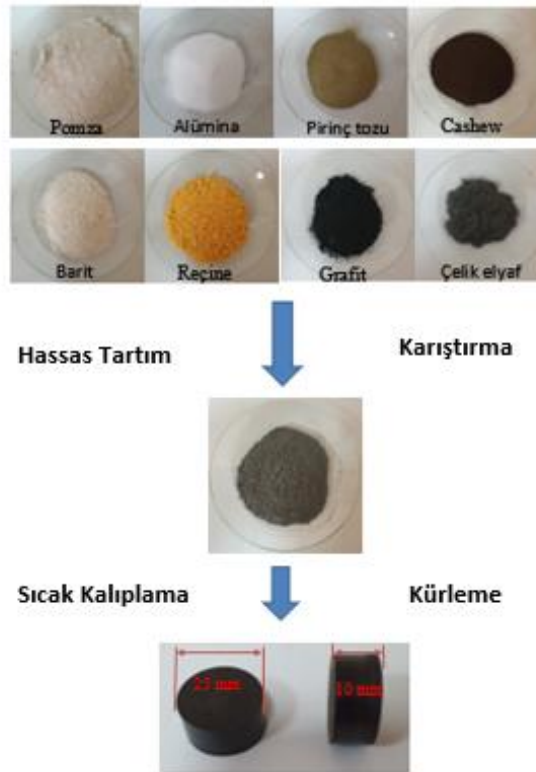 Pomza Alümina Pirinç tozu Cashew
Barit Reçine Grafit Çelik elyaf
Hassas Tartım Karıştırma
Sıcak Kalıplama Kürleme
25 mm 10 mm